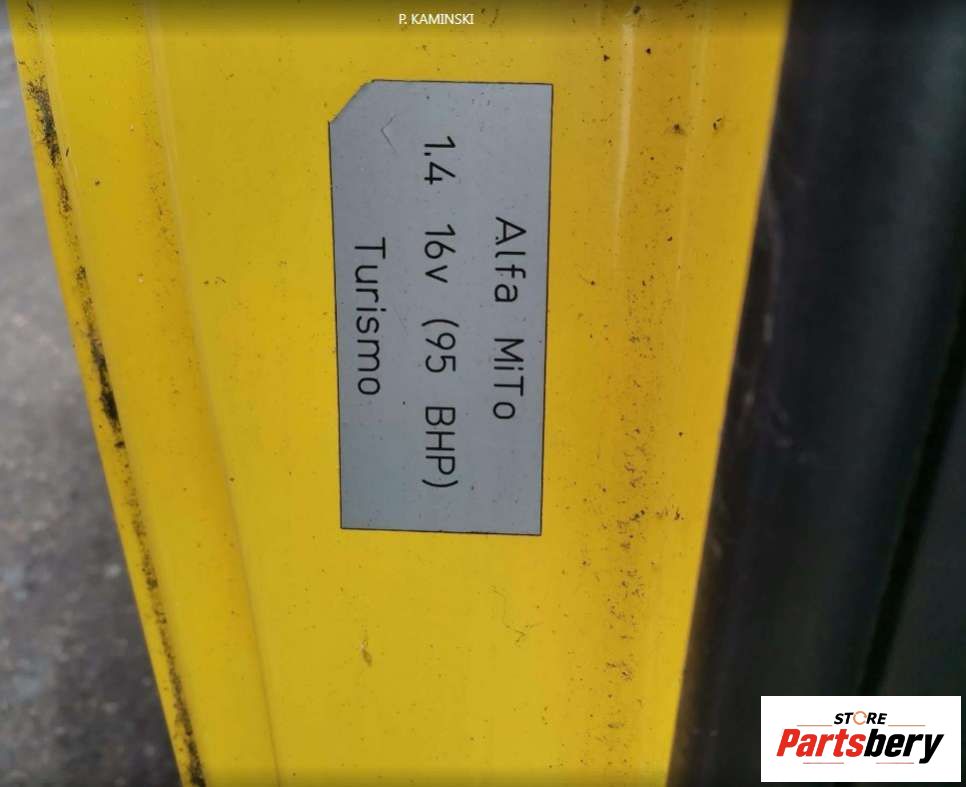 P. KAMINSKI
Alfa MiTo
1.4 16v (95 BHP)
Turismo
STORE
Partsbery